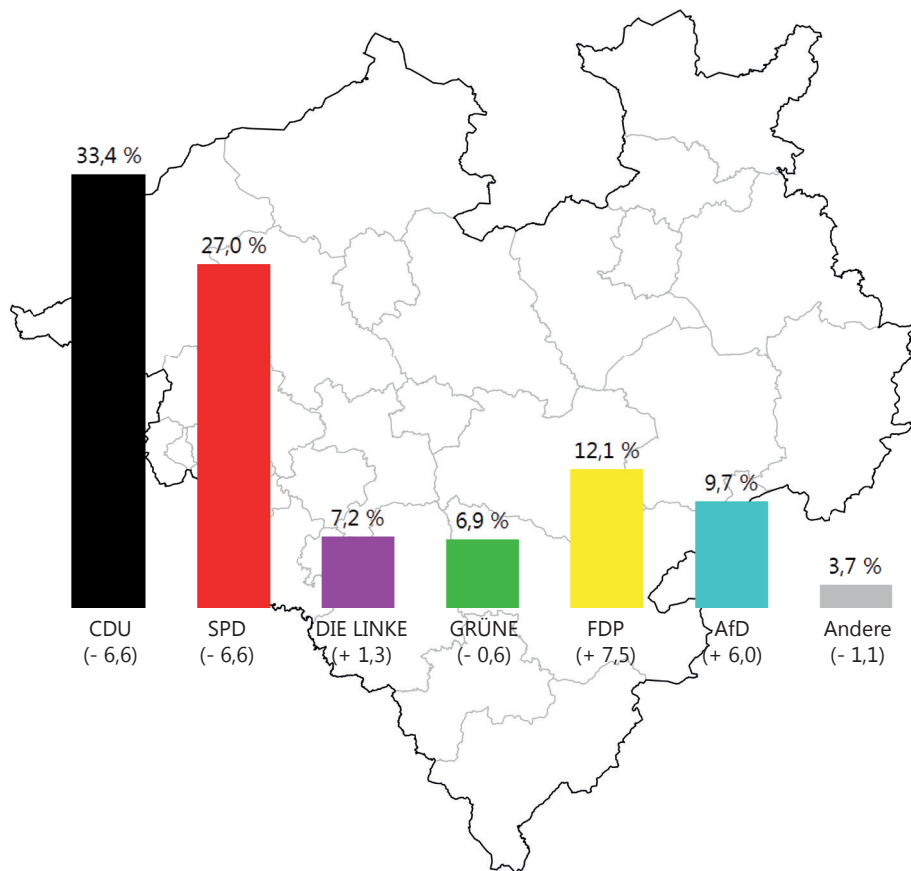 33,4 %
27,0 %
7,2 %
6,9 %
12,1 %
9,7 %
3,7 %
CDU
(- 6,6)
SPD
(- 6,6)
DIE LINKE
(+ 1,3)
GRÜNE
(- 0,6)
FDP
(+ 7,5)
AfD
(+ 6,0)
Andere
(- 1,1)